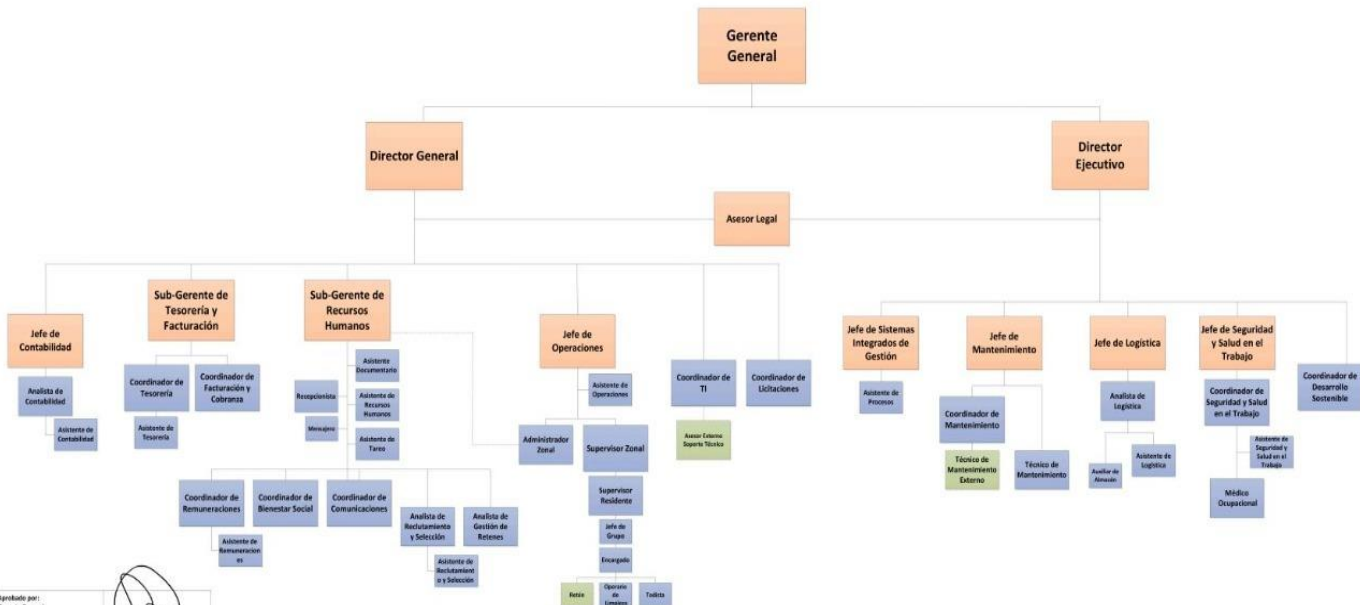 Gerente
General
Director General
Director
Ejecutivo
Asesor Legal
Jefe de
Contabilidad
Sub-Gerente de
Tesorería y
Facturación
Sub-Gerente de
Recursos
Humanos
Jefe de
Operaciones
Coordinador de
TI
Coordinador de
Licitaciones
Jefe de Sistemas
Integrados de
Gestión
Jefe de
Mantenimiento
Jefe de Logística
Jefe de Seguridad
y Salud en el
Trabajo
Coordinador de
Desarrollo
Sostenible
Analista de
Contabilidad
Asistente de
Contabilidad
Coordinador de
Tesorería
Coordinador de
Facturación y
Cobranza
Asistente de
Tesorería
Asistente
Documentario
Recepcionista
Asistente de
Recursos
Humanos
Mensajero
Asistente de
Tareo
Coordinador de
Remuneraciones
Coordinador de
Bienestar Social
Coordinador de
Comunicaciones
Analista de
Reclutamiento
y Selección
Analista de
Gestión de
Retenes
Asistente de
Remuneracion
es
Asistente de
Reclutamient
o y Selección
Asistente de
Operaciones
Administrador
Zonal
Supervisor Zonal
Supervisor
Residente
Jefe de
Grupo
Encargado
Retén
Operario
de
Limpieza
Todista
Asesor Externo
Soporte Técnico
Asistente de
Procesos
Coordinador de
Mantenimiento
Técnico de
Mantenimiento
Externo
Técnico de
Mantenimiento
Analista de
Logística
Auxiliar de
Almacén
Asistente de
Logística
Coordinador de
Seguridad y Salud
en el Trabajo
Asistente de
Seguridad y
Salud en el
Trabajo
Médico
Ocupacional
Aprobado por: